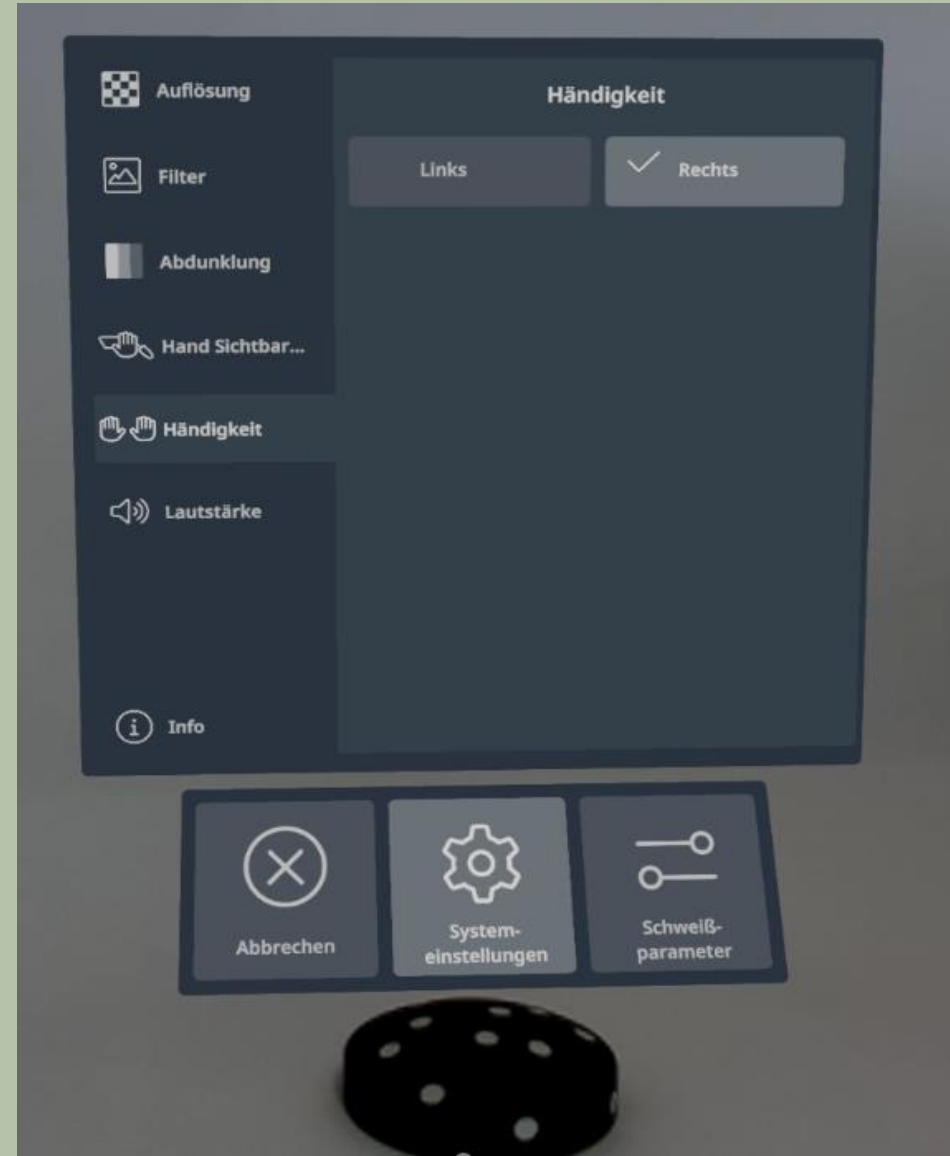 Auflösung
Filter
Abdunklung
Hand Sichtbar...
Händigkeit
Lautstärke
Info
Händigkeit
Links
Rechts
Abbrechen
System-
einstellungen
Schweiß-
parameter